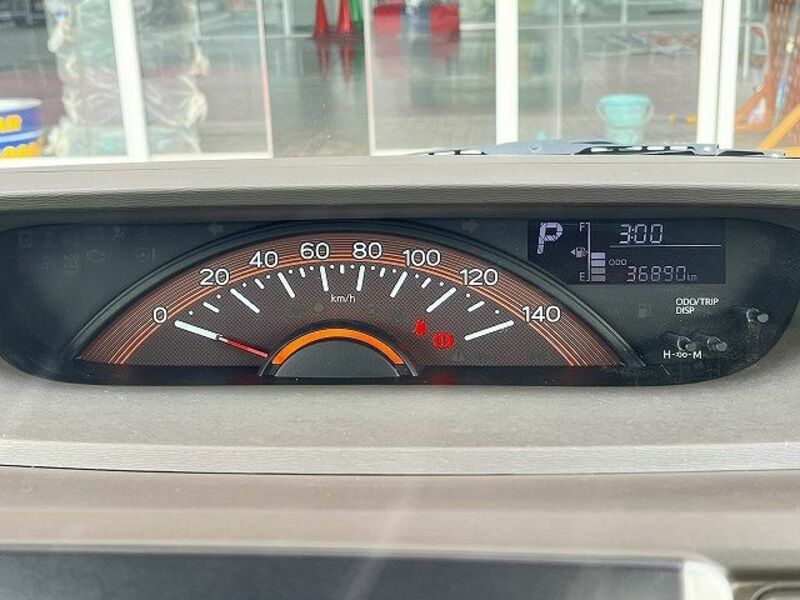 0 20 40 60 80 100 120 140
km/h
P
F
3:00
ODO
E
36890km
ODO/TRIP
DISP
H-∞-M